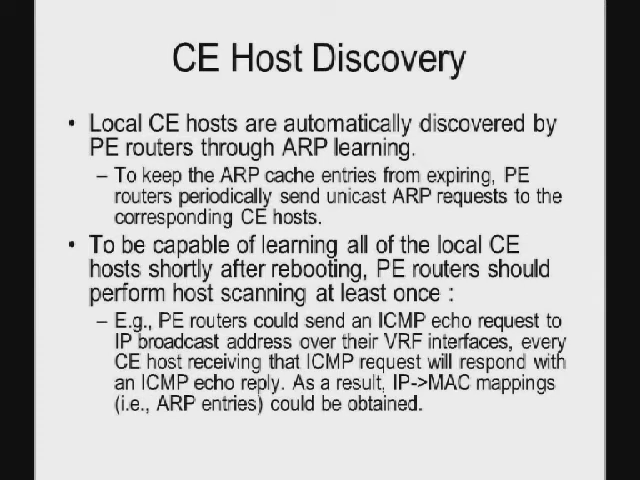 CE Host Discovery
• Local CE hosts are automatically discovered by
PE routers through ARP learning.
– To keep the ARP cache entries from expiring, PE
routers periodically send unicast ARP requests to the
corresponding CE hosts.
• To be capable of learning all of the local CE
hosts shortly after rebooting, PE routers should
perform host scanning at least once :
– E.g., PE routers could send an ICMP echo request to
IP broadcast address over their VRF interfaces, every
CE host receiving that ICMP request will respond with
an ICMP echo reply. As a result, IP->MAC mappings
(i.e., ARP entries) could be obtained.